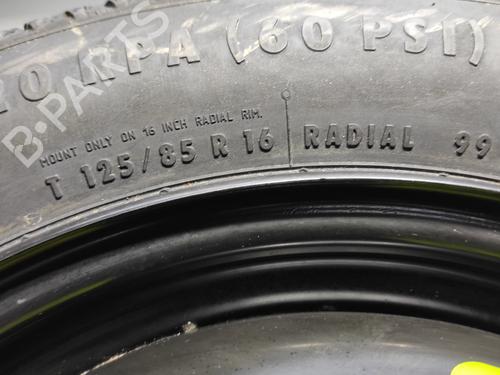 20 KPA (60 PSI)
MOUNT ONLY ON 16 INCH RADIAL RIM.
T 125/85 R 16 RADIAL 99
B-PARTS